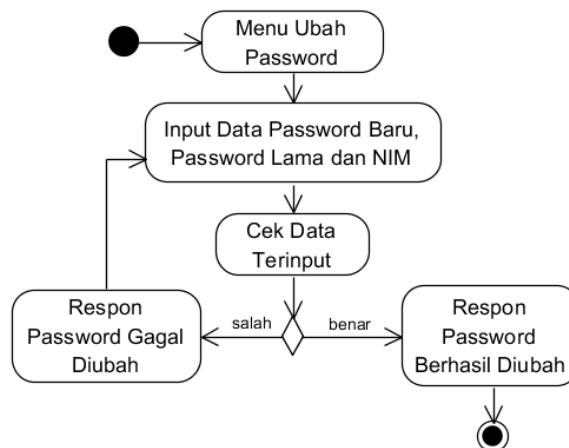 Menu Ubah
Password
Input Data Password Baru,
Password Lama dan NIM
Cek Data
Terinput
salah
benar
Respon
Password Gagal
Diubah
Respon
Password
Berhasil Diubah